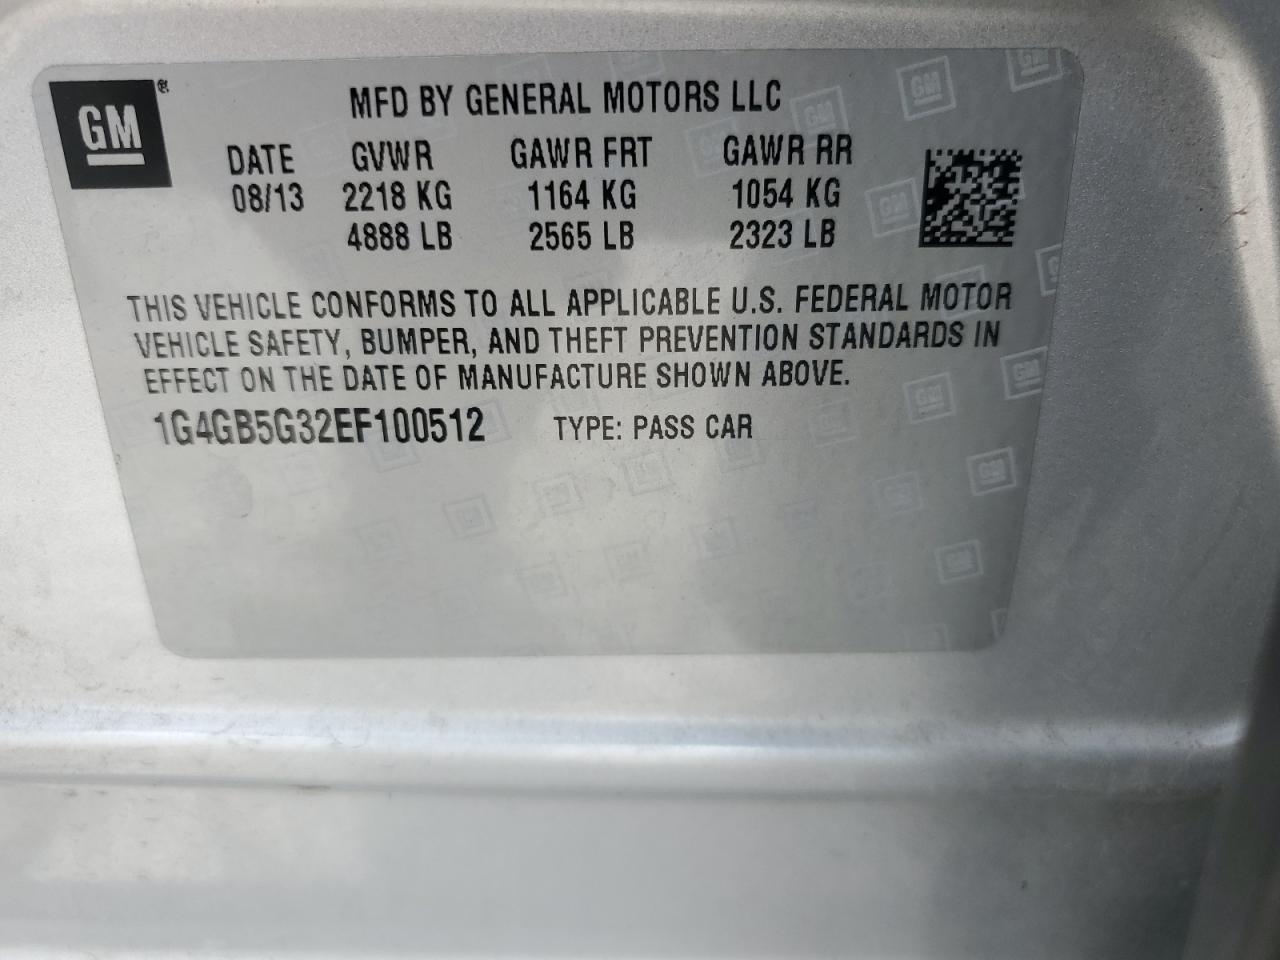 GM
MFD BY GENERAL MOTORS LLC
DATE GVWR GAWR FRT GAWR RR
08/13 2218 KG 1164 KG 1054 KG
4888 LB 2565 LB 2323 LB
THIS VEHICLE CONFORMS TO ALL APPLICABLE U.S. FEDERAL MOTOR
VEHICLE SAFETY, BUMPER, AND THEFT PREVENTION STANDARDS IN
EFFECT ON THE DATE OF MANUFACTURE SHOWN ABOVE.
1G4GB5G32EF100512 TYPE: PASS CAR